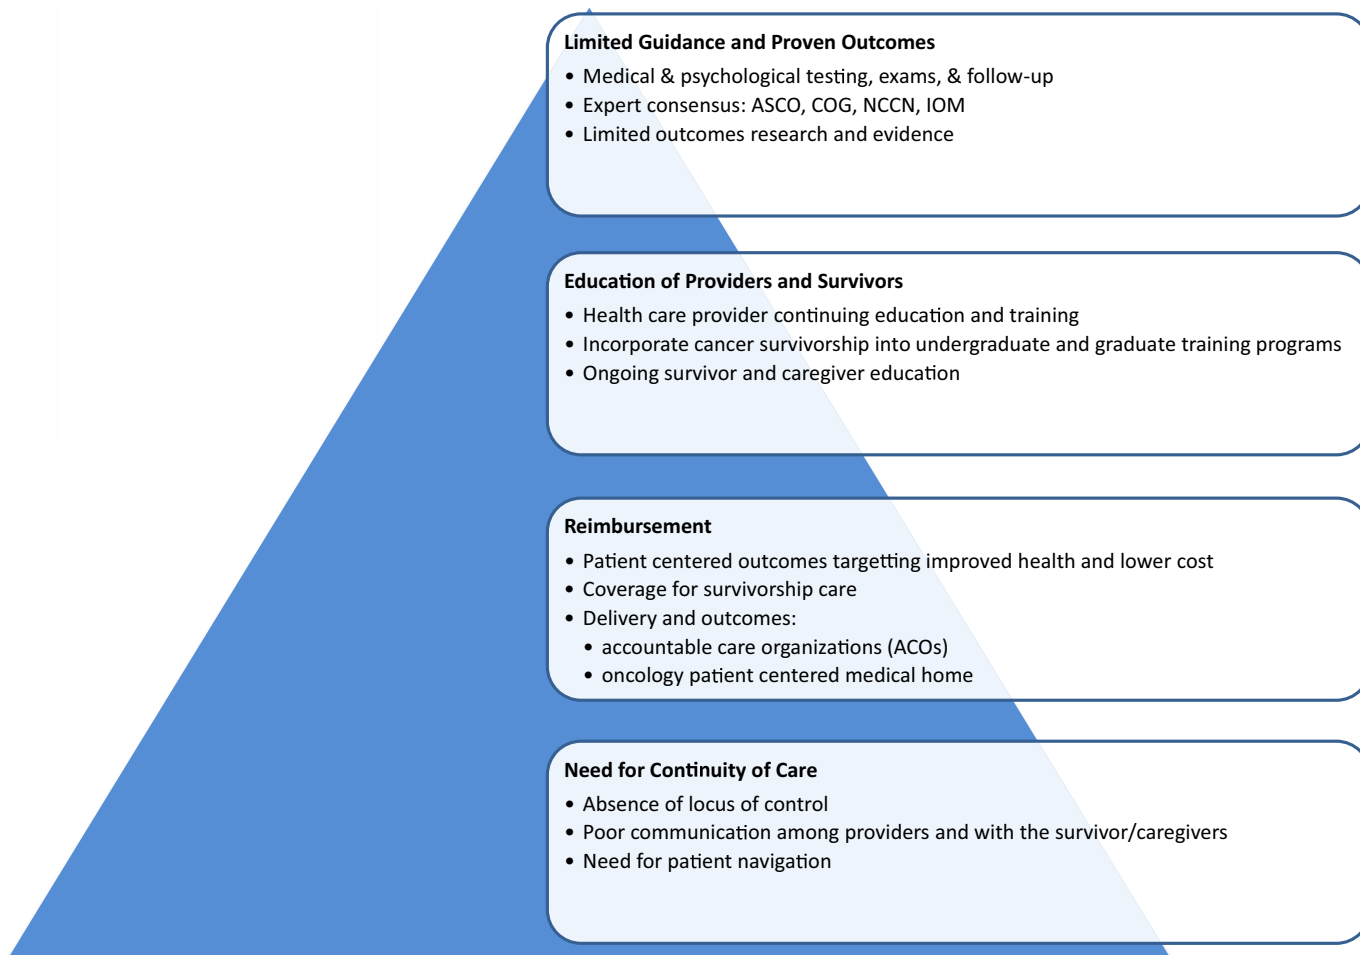 Limited Guidance and Proven Outcomes
• Medical & psychological testing, exams, & follow-up
• Expert consensus: ASCO, COG, NCCN, IOM
• Limited outcomes research and evidence
Education of Providers and Survivors
• Health care provider continuing education and training
• Incorporate cancer survivorship into undergraduate and graduate training programs
• Ongoing survivor and caregiver education
Reimbursement
• Patient centered outcomes targetting improved health and lower cost
• Coverage for survivorship care
• Delivery and outcomes:
• accountable care organizations (ACOs)
• oncology patient centered medical home
Need for Continuity of Care
• Absence of locus of control
• Poor communication among providers and with the survivor/caregivers
• Need for patient navigation